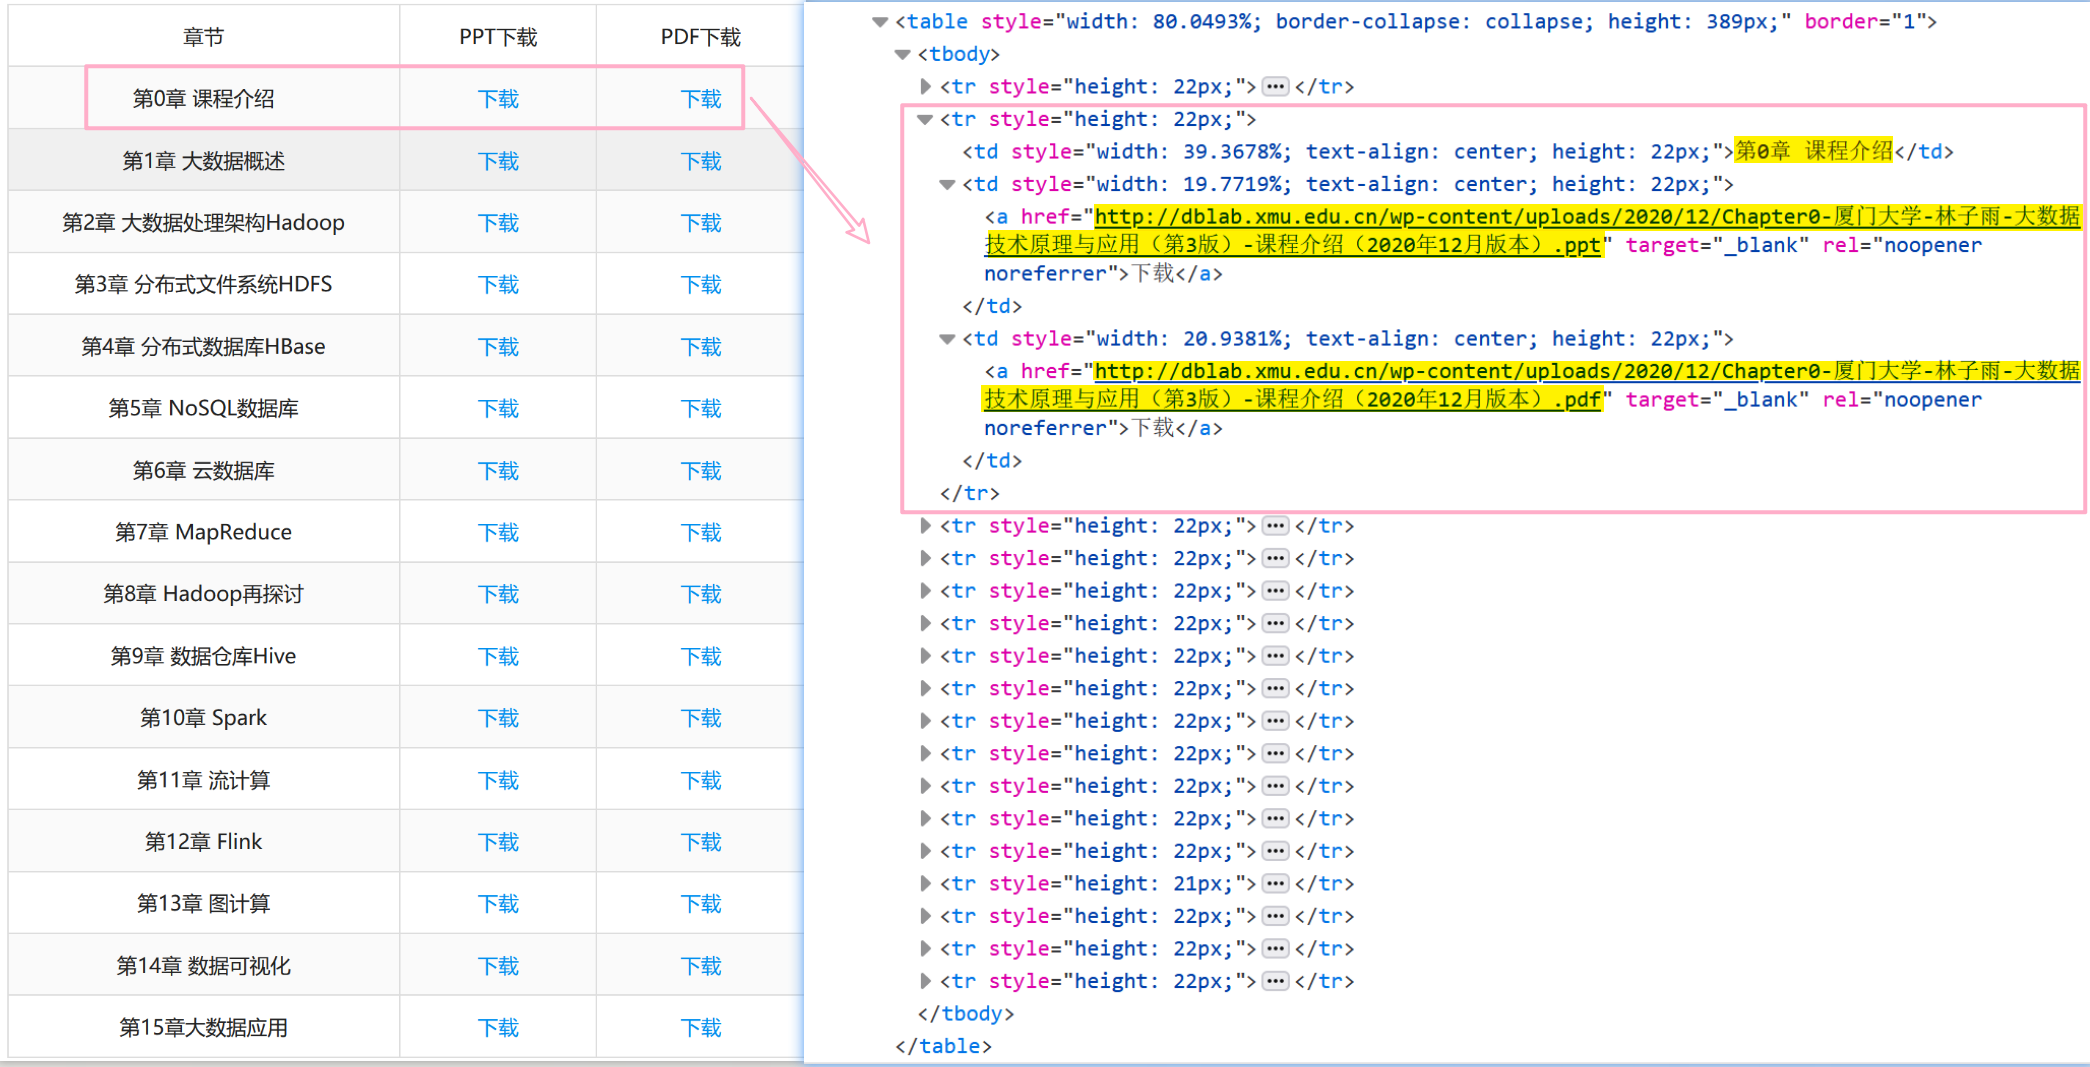 章节 PPT下载 PDF下载
第0章 课程介绍 下载 下载
第1章 大数据概述 下载 下载
第2章 大数据处理架构Hadoop 下载 下载
第3章 分布式文件系统HDFS 下载 下载
第4章 分布式数据库HBase 下载 下载
第5章 NoSQL数据库 下载 下载
第6章 云数据库 下载 下载
第7章 MapReduce 下载 下载
第8章 Hadoop再探讨 下载 下载
第9章 数据仓库Hive 下载 下载
第10章 Spark 下载 下载
第11章 流计算 下载 下载
第12章 Flink 下载 下载
第13章 图计算 下载 下载
第14章 数据可视化 下载 下载
第15章大数据应用 下载 下载
<table style="width: 80.0493%; border-collapse: collapse; height: 389px;" border="1">
<tbody>
<tr style="height: 22px;">•••</tr>
<tr style="height: 22px;">
<td style="width: 39.3678%; text-align: center; height: 22px;">第0章 课程介绍</td>
<td style="width: 19.7719%; text-align: center; height: 22px;">
<a href="http://dblab.xmu.edu.cn/wp-content/uploads/2020/12/Chapter0-厦门大学-林子雨-大数据
技术原理与应用（第3版）-课程介绍（2020年12月版本）.ppt" target="_blank" rel="noopener
noreferrer">下载</a>
</td>
<td style="width: 20.9381%; text-align: center; height: 22px;">
<a href="http://dblab.xmu.edu.cn/wp-content/uploads/2020/12/Chapter0-厦门大学-林子雨-大数据
技术原理与应用（第3版）-课程介绍（2020年12月版本）.pdf" target="_blank" rel="noopener
noreferrer">下载</a>
</td>
</tr>
<tr style="height: 22px;">•••</tr>
<tr style="height: 22px;">•••</tr>
<tr style="height: 22px;">•••</tr>
<tr style="height: 22px;">•••</tr>
<tr style="height: 22px;">•••</tr>
<tr style="height: 22px;">•••</tr>
<tr style="height: 22px;">•••</tr>
<tr style="height: 22px;">•••</tr>
<tr style="height: 22px;">•••</tr>
<tr style="height: 22px;">•••</tr>
<tr style="height: 22px;">•••</tr>
<tr style="height: 21px;">•••</tr>
<tr style="height: 22px;">•••</tr>
<tr style="height: 22px;">•••</tr>
<tr style="height: 22px;">•••</tr>
</tbody>
</table>